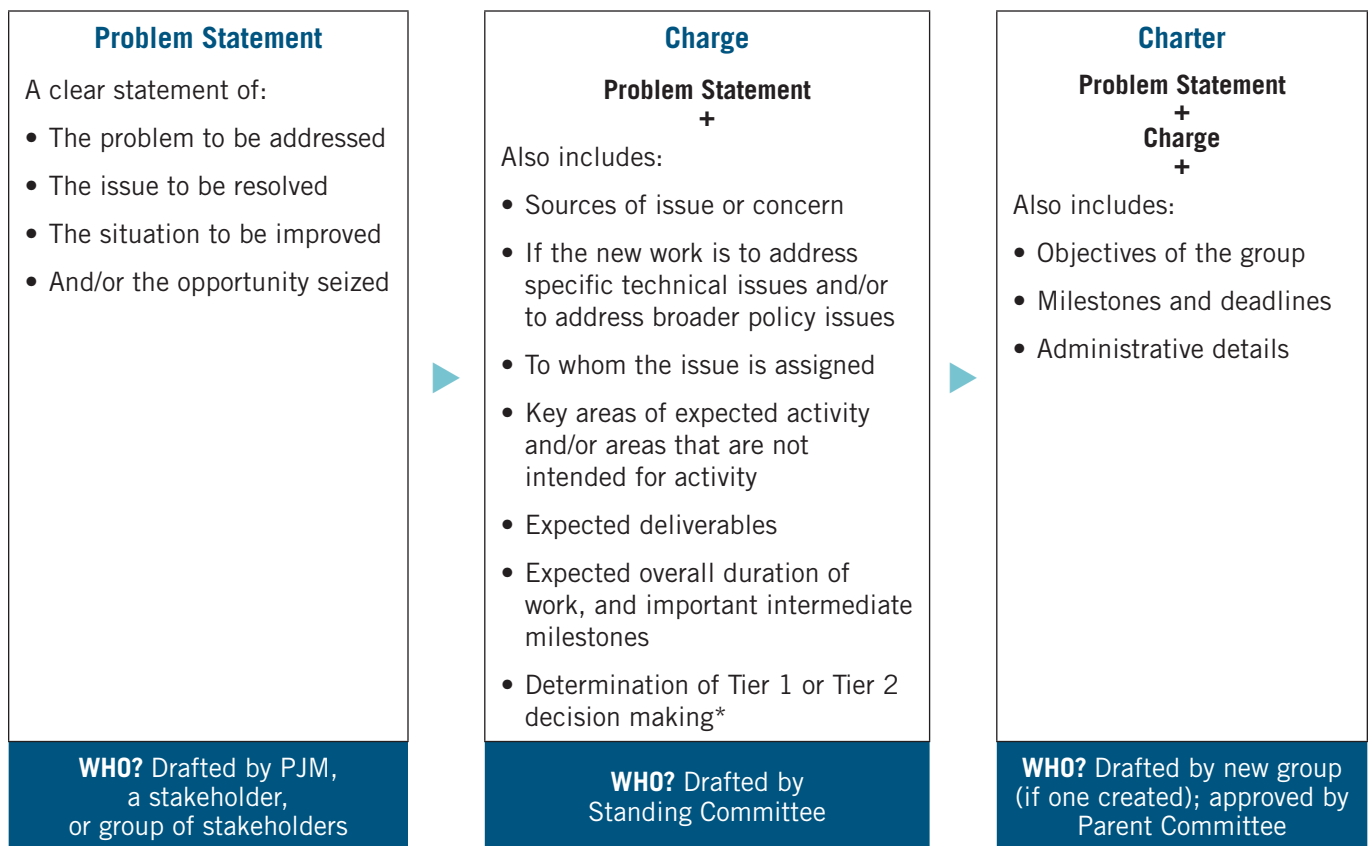 Problem Statement
A clear statement of:
• The problem to be addressed
• The issue to be resolved
• The situation to be improved
• And/or the opportunity seized
WHO? Drafted by PJM,
a stakeholder,
or group of stakeholders
Charge
Problem Statement
+
Also includes:
• Sources of issue or concern
• If the new work is to address
specific technical issues and/or
to address broader policy issues
• To whom the issue is assigned
• Key areas of expected activity
and/or areas that are not
intended for activity
• Expected deliverables
• Expected overall duration of
work, and important intermediate
milestones
• Determination of Tier 1 or Tier 2
decision making*
WHO? Drafted by
Standing Committee
Charter
Problem Statement
+
Charge
+
Also includes:
• Objectives of the group
• Milestones and deadlines
• Administrative details
WHO? Drafted by new group
(if one created); approved by
Parent Committee